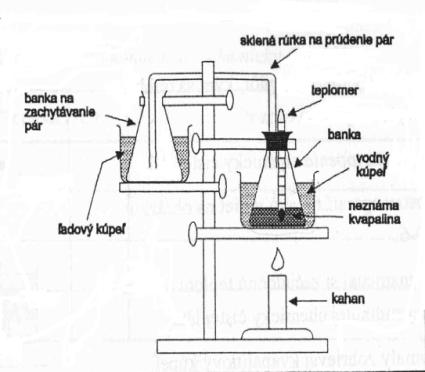 sklená rúrka na prúdenie pár
teplomer
banka na
zachytávanie
pár
banka
vodný
kúpeľ
neznáma
kvapalina
ľadový kúpeľ
kahan